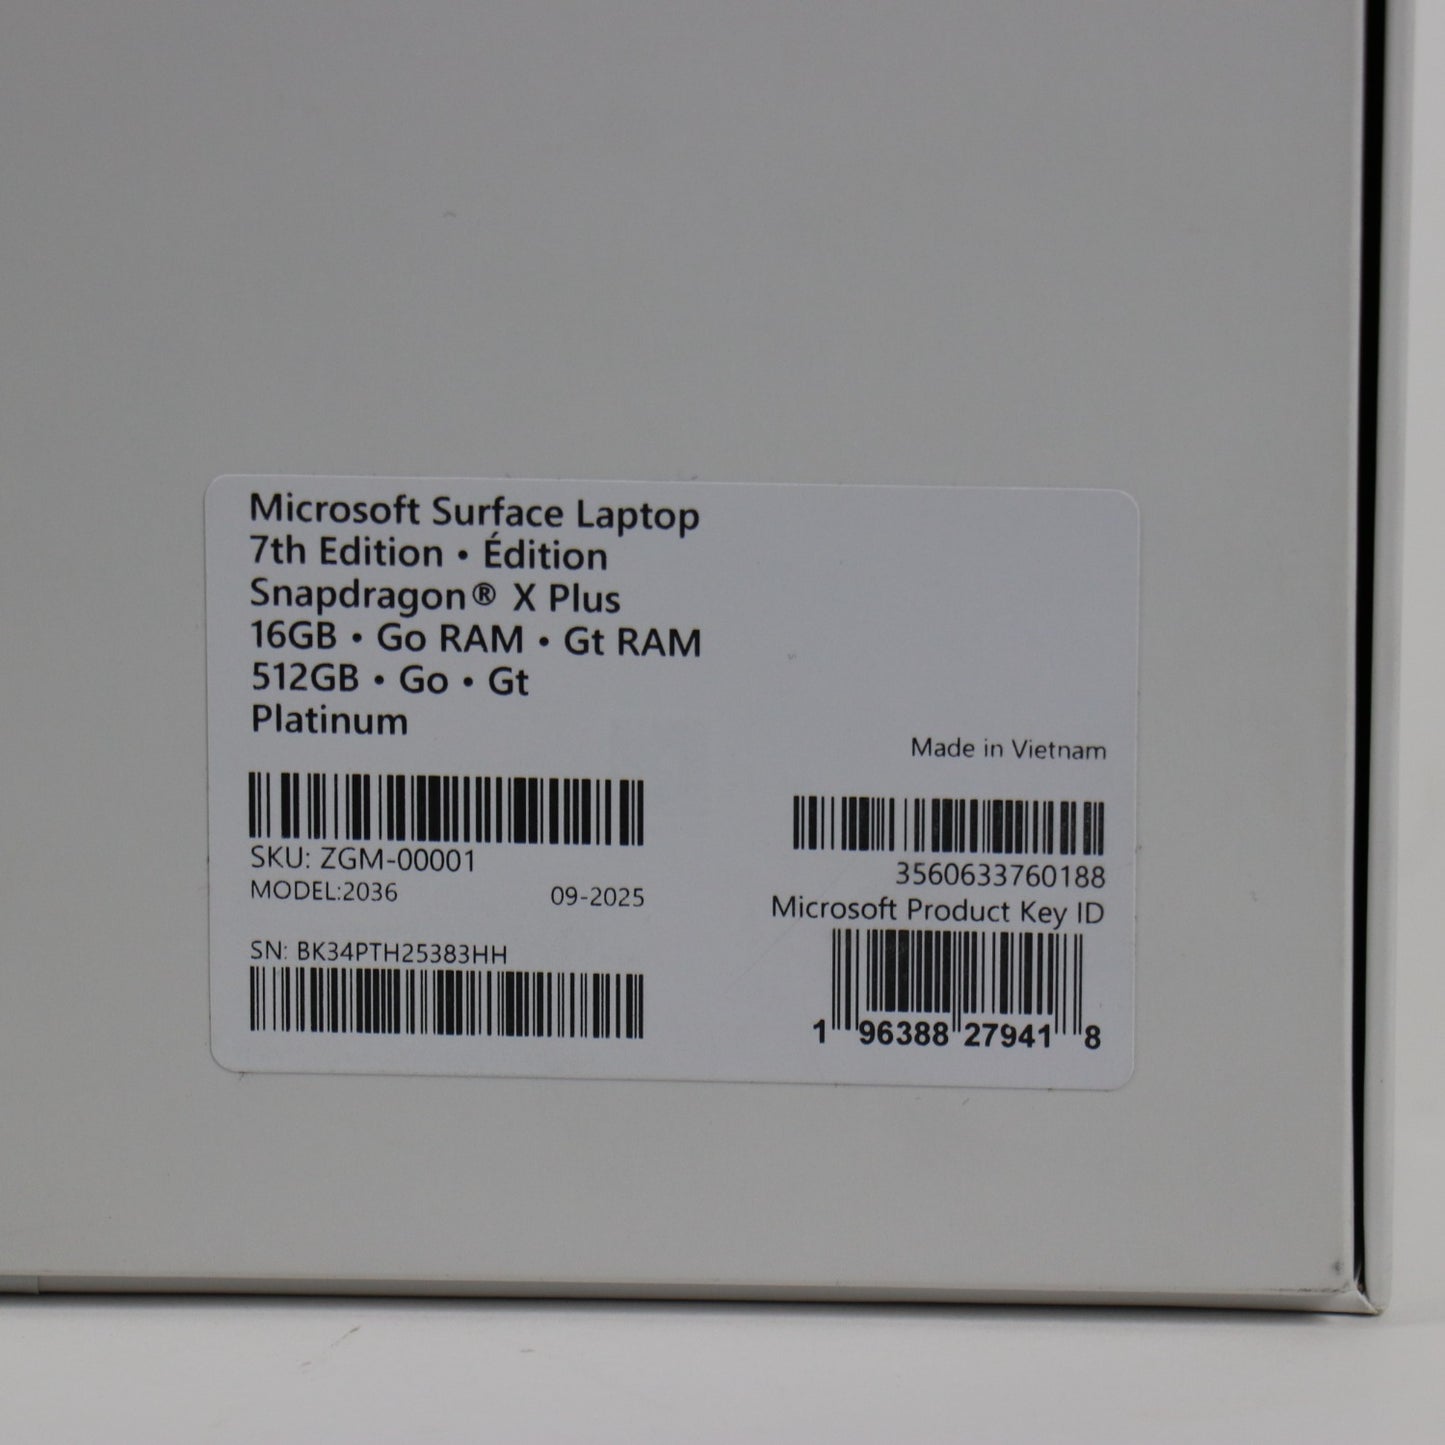 Microsoft Surface Laptop
7th Edition • Édition
Snapdragon® X Plus
16GB • Go RAM • Gt RAM
512GB • Go • Gt
Platinum
Made in Vietnam
SKU: ZGM-00001
MODEL:2036 09-2025
SN: BK34PTH25383HH
3560633760188
Microsoft Product Key ID
1 96388 27941 8